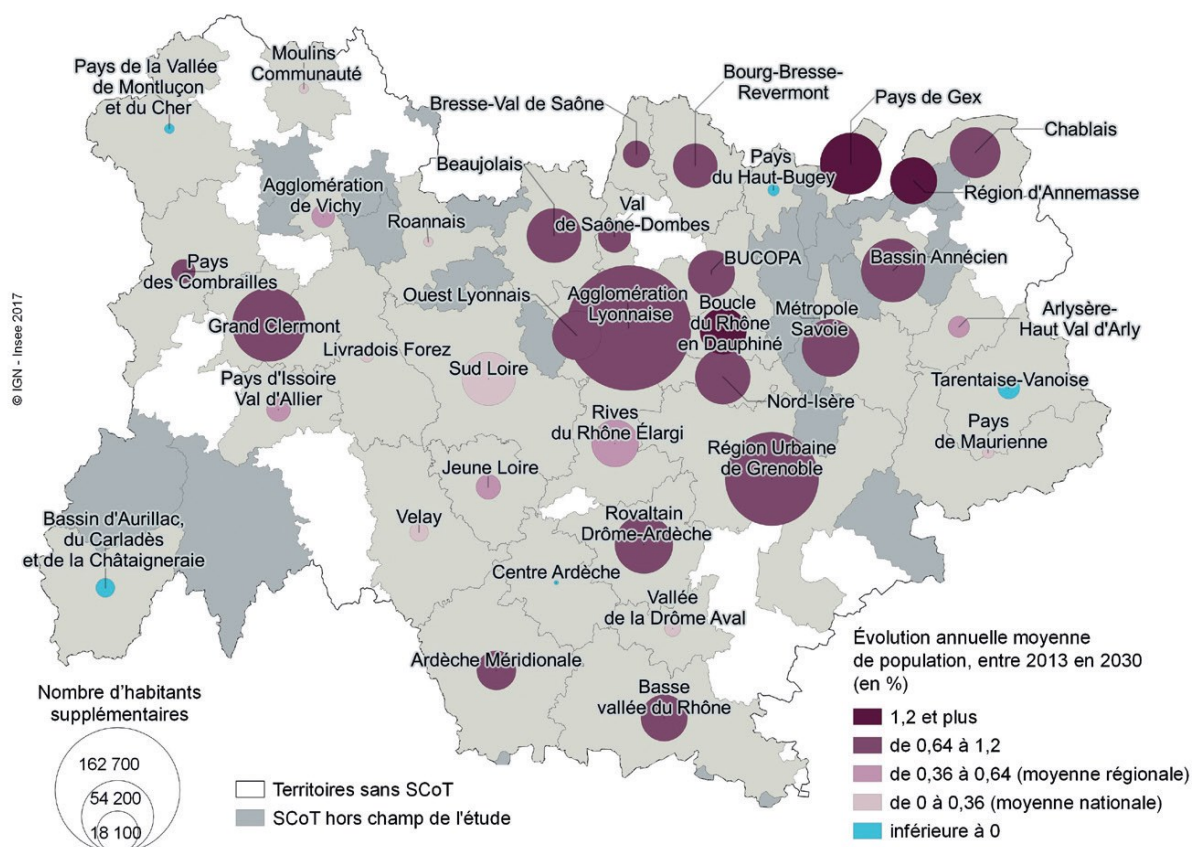 Moulins
Communauté
Pays de la Vallée
de Montluçon
et du Cher
Bourg-Bresse-
Revermont
Bresse-Val de Saône
Pays de Gex
Chablais
Beaujolais
Pays
du Haut-Bugey
Région d'Annemasse
Agglomération
de Vichy
Roannais
Val
de Saône-Dombes
Pays
des Combrailles
BUCOPA
Bassin Annécien
Ouest Lyonnais
Agglomération
Lyonnaise
Boucle
du Rhône
en Dauphiné
Métropole
Savoie
Arlysère-
Haut Val d'Arly
Grand Clermont
Livradois Forez
Sud Loire
Pays d'Issoire
Val d'Allier
Nord-Isère
Tarentaise-Vanoise
Pays
de Maurienne
Rives
du Rhône Élargi
Région Urbaine
de Grenoble
Jeune Loire
Velay
Rovaltain
Drôme-Ardèche
Bassin d'Aurillac,
du Carladès
et de la Châtaigneraie
Centre Ardèche
Vallée
de la Drôme Aval
Ardèche Méridionale
Basse
vallée du Rhône
© IGN - Insee 2017
Nombre d'habitants
supplémentaires
162 700
54 200
18 100
Territoires sans SCoT
SCoT hors champ de l'étude
Évolution annuelle moyenne
de population, entre 2013 en 2030
(en %)
1,2 et plus
de 0,64 à 1,2
de 0,36 à 0,64 (moyenne régionale)
de 0 à 0,36 (moyenne nationale)
inférieure à 0